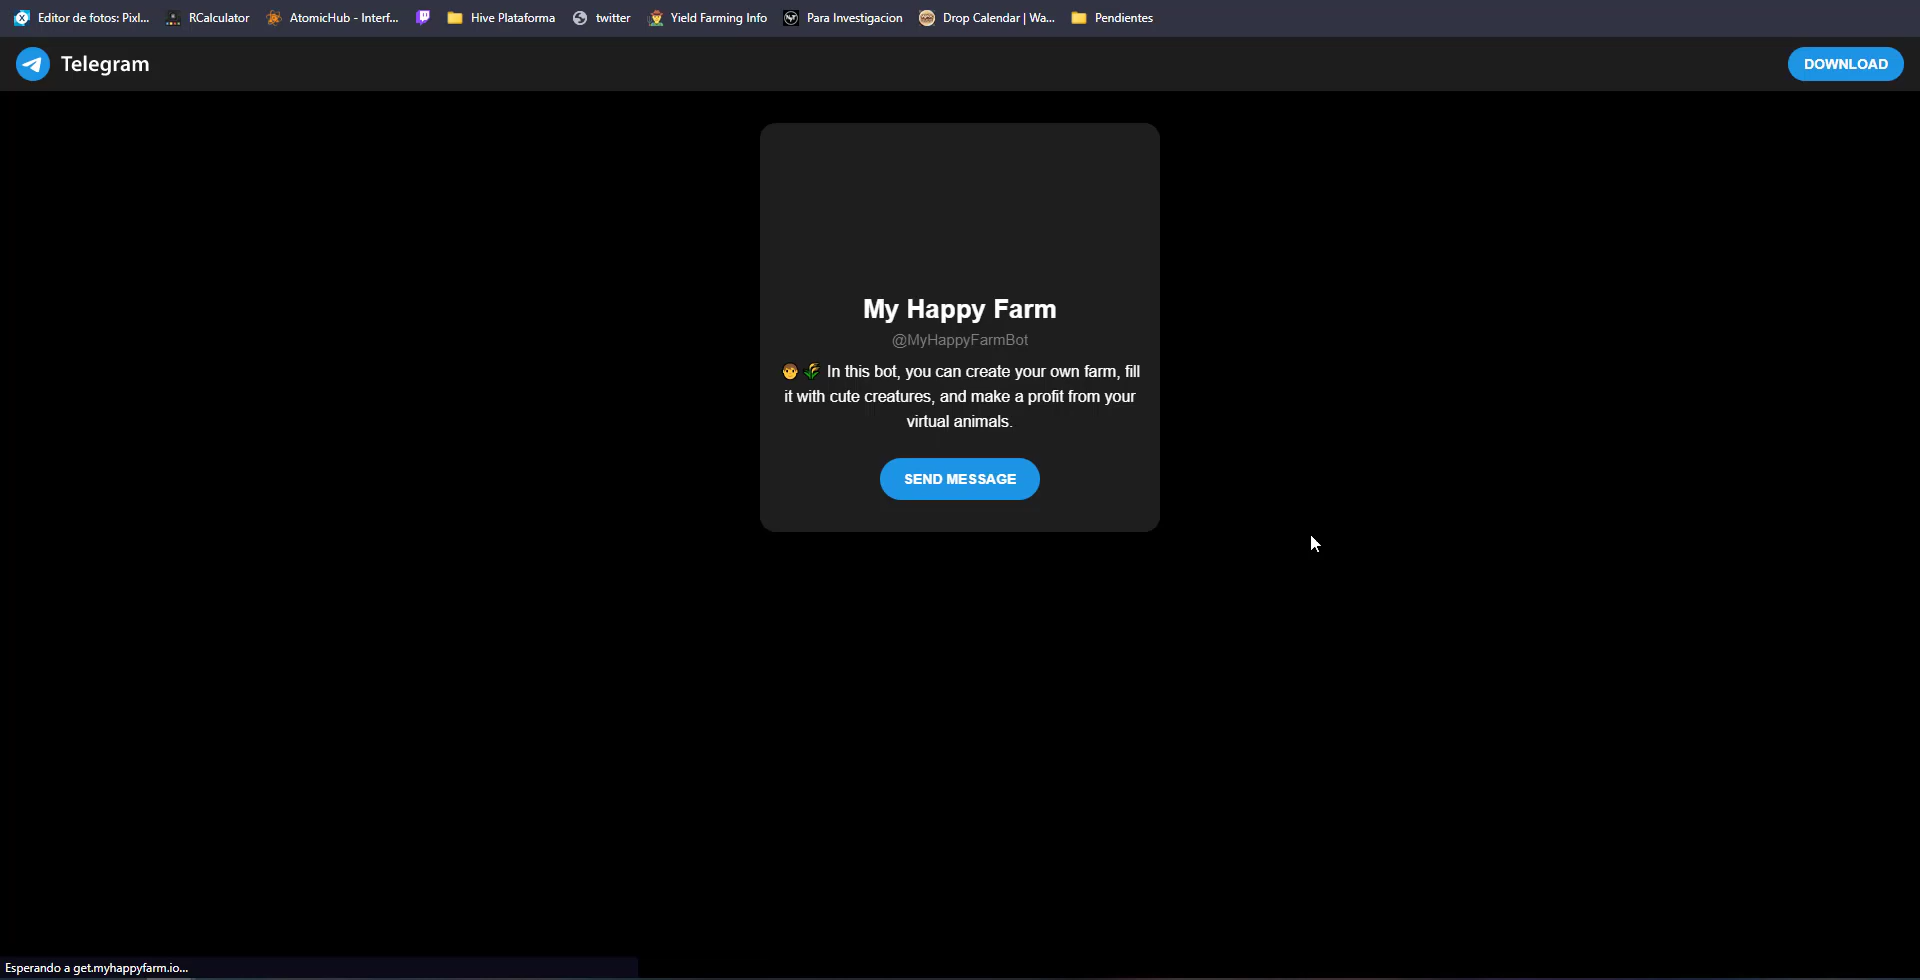 Editor de fotos: Pixl... RCalculator AtomicHub - Interf... Hive Plataforma twitter Yield Farming Info Para Investigacion Drop Calendar | Wa... Pendientes
Telegram DOWNLOAD
My Happy Farm
@MyHappyFarmBot
In this bot, you can create your own farm, fill
it with cute creatures, and make a profit from your
virtual animals.
SEND MESSAGE
Esperando a get.myhappyfarm.io...